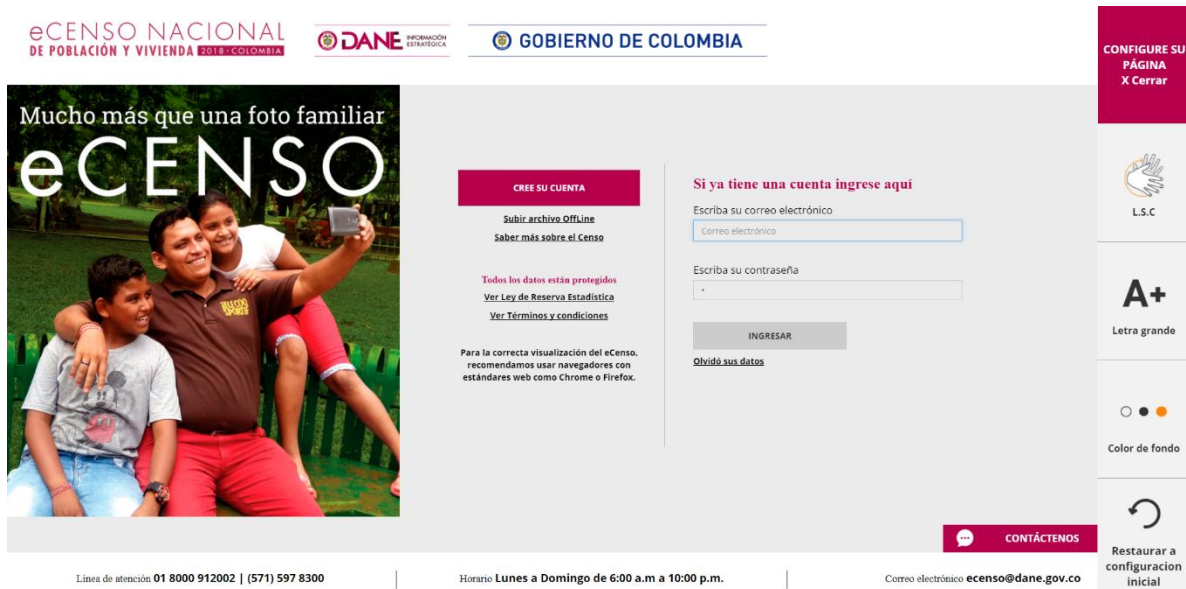 eCENSO NACIONAL
DE POBLACIÓN Y VIVIENDA 2018 · COLOMBIA
DANE INFORMACIÓN ESTRATÉGICA
GOBIERNO DE COLOMBIA
CONFIGURE SU
PÁGINA
X Cerrar
Mucho más que una foto familiar
eCENSO
CREE SU CUENTA
Subir archivo OffLine
Saber más sobre el Censo
Todos los datos están protegidos
Ver Ley de Reserva Estadística
Ver Términos y condiciones
Para la correcta visualización del eCenso,
recomendamos usar navegadores con
estándares web como Chrome o Firefox.
Si ya tiene una cuenta ingrese aquí
Escriba su correo electrónico
Correo electrónico
Escriba su contraseña
*
INGRESAR
Olvidó sus datos
L.S.C
A+
Letra grande
Color de fondo
Restaurar a
configuracion
inicial
CONTÁCTENOS
Línea de atención 01 8000 912002 | (571) 597 8300
Horario Lunes a Domingo de 6:00 a.m a 10:00 p.m.
Correo electrónico ecenso@dane.gov.co